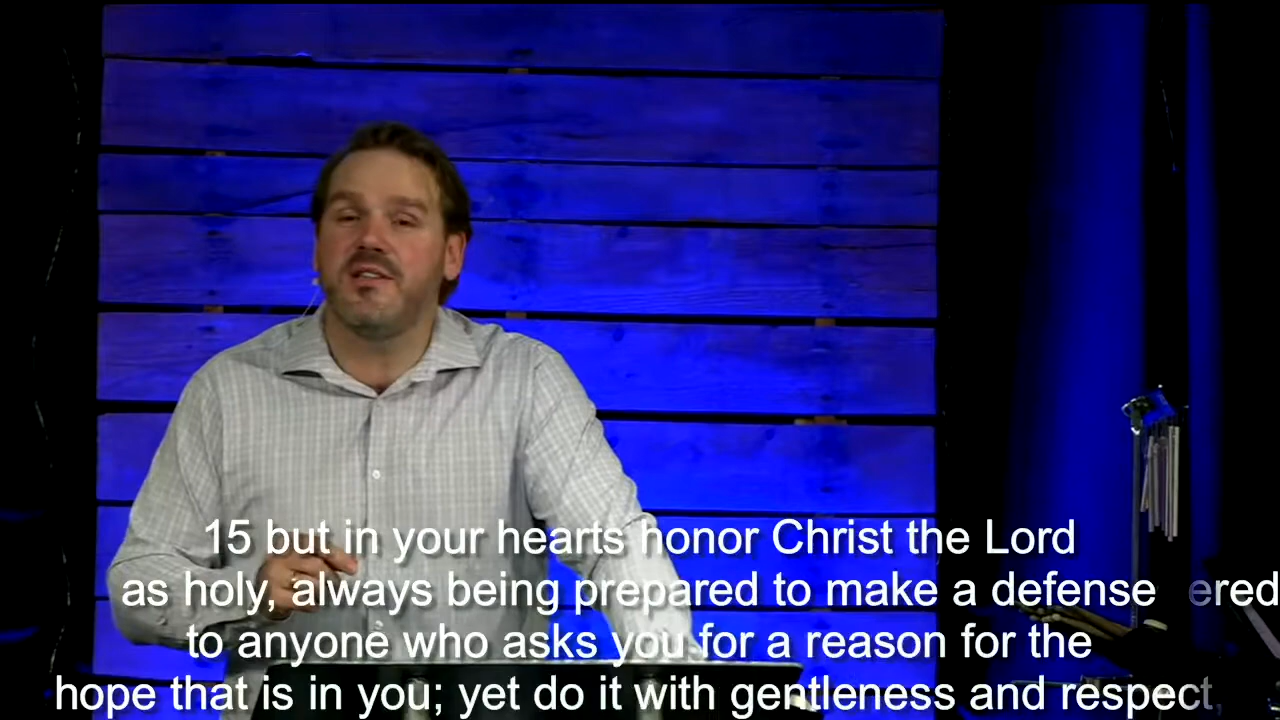 15 but in your hearts honor Christ the Lord
as holy, always being prepared to make a defense ered
to anyone who asks you for a reason for the
hope that is in you; yet do it with gentleness and respect,